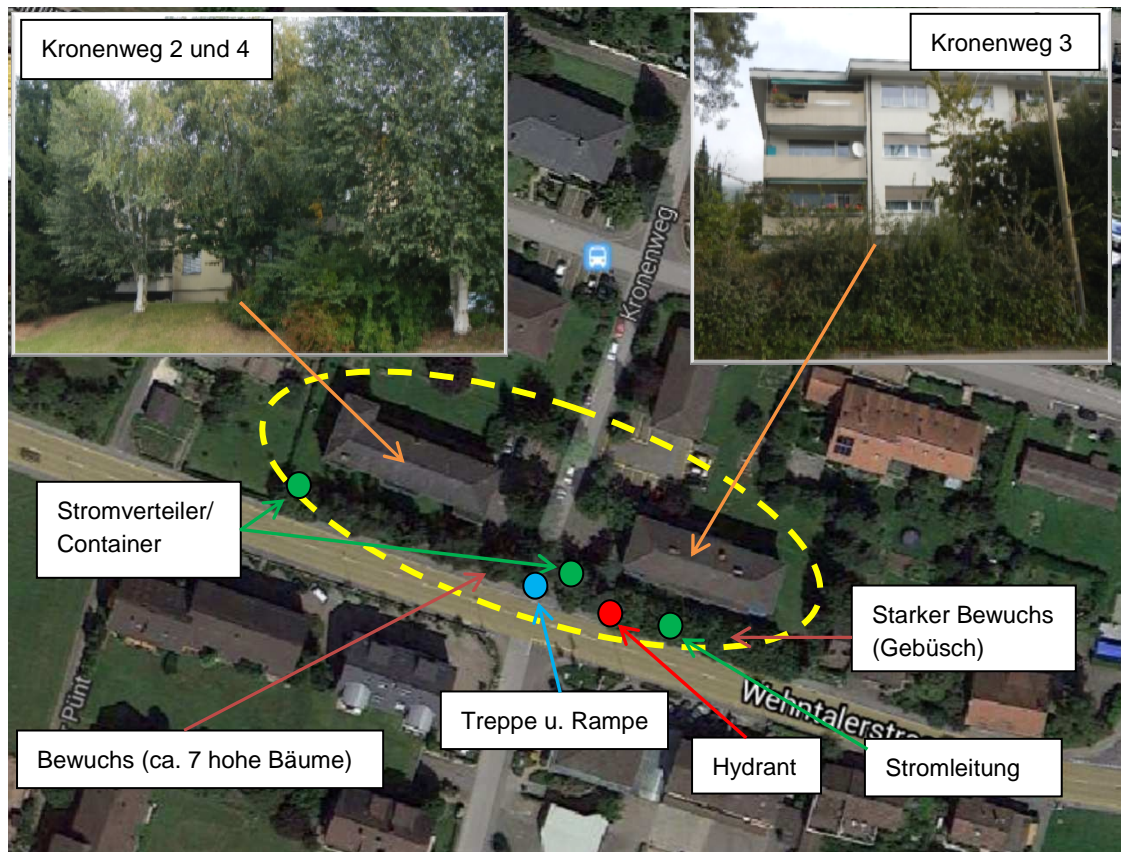 Kronenweg 2 und 4
Kronenweg 3
Kronenweg
Stromverteiler/
Container
Starker Bewuchs
(Gebüsch)
Wehntalerstr
Pünt
Treppe u. Rampe
Bewuchs (ca. 7 hohe Bäume)
Hydrant
Stromleitung